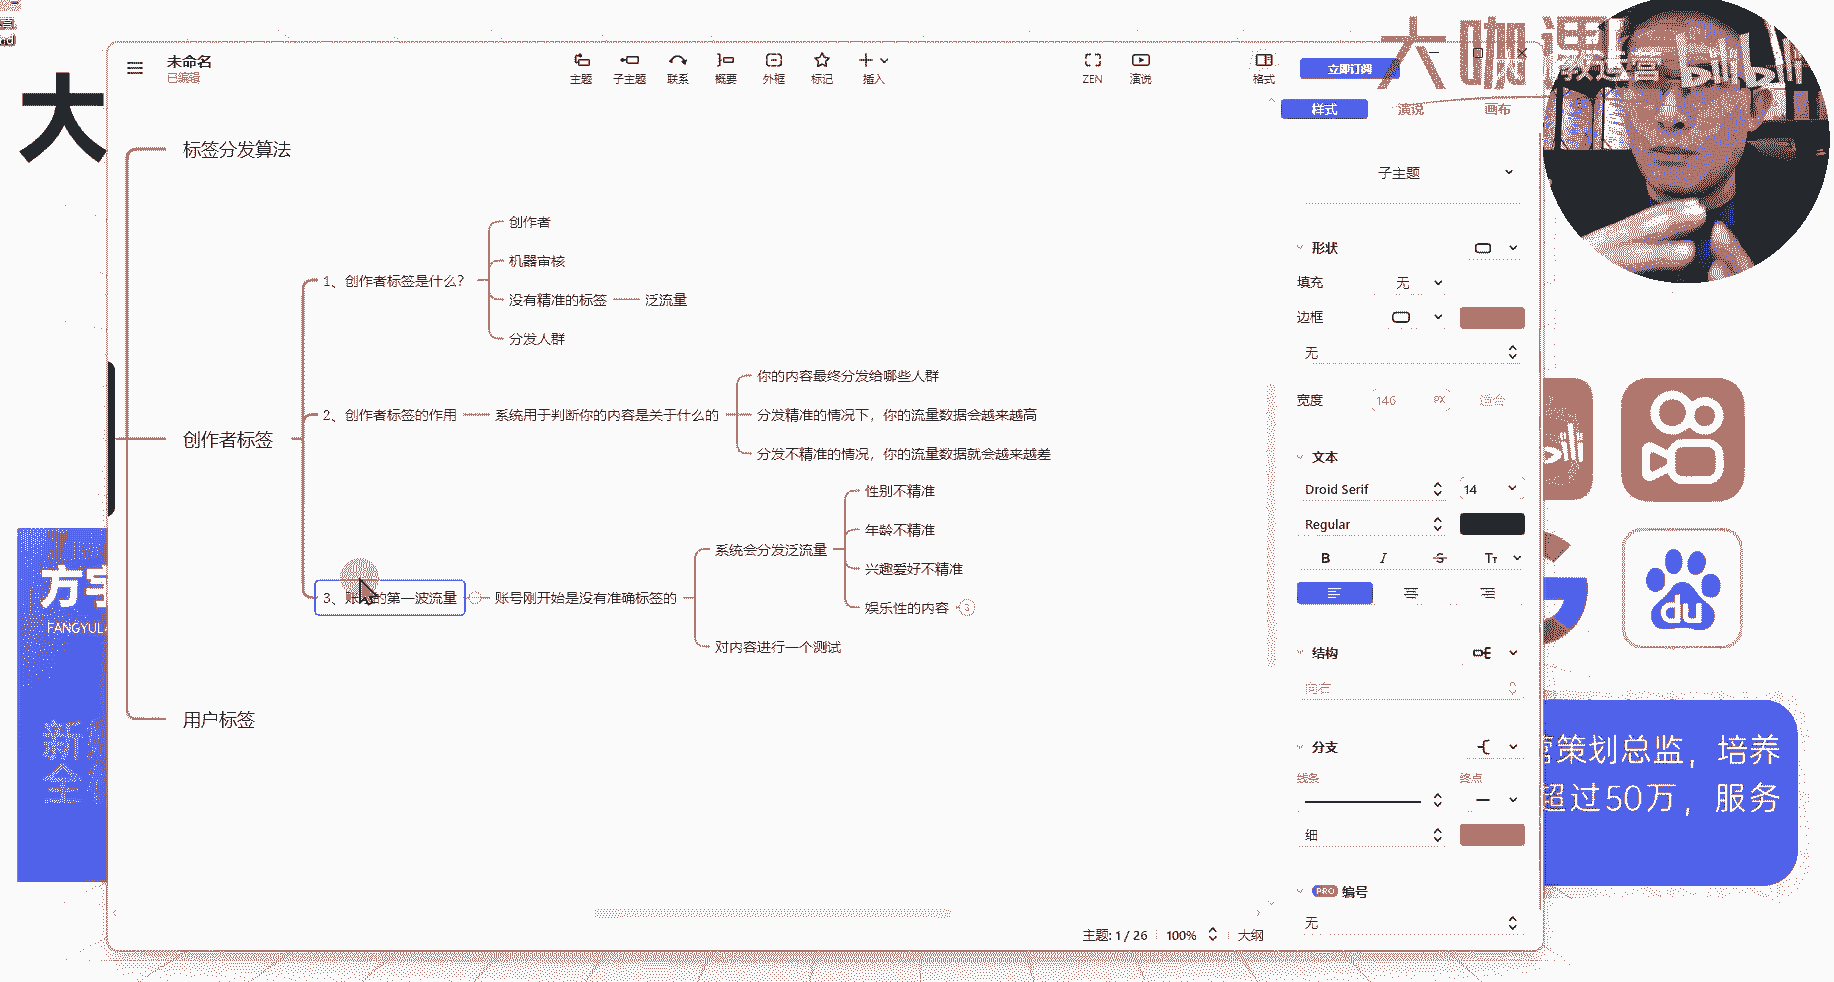 未命名
已编辑
主题
子主题
联系
概要
外框
标记
插入
ZEN
演说
格式
立即订阅
大咖课
bilibili
样式
演说
画布
大
标签分发算法
创作者标签
用户标签
1、创作者标签是什么?
创作者
机器审核
没有精准的标签
泛流量
分发人群
2、创作者标签的作用
系统用于判断你的内容是关于什么的
你的内容最终分发给哪些人群
分发精准的情况下，你的流量数据会越来越高
分发不精准的情况，你的流量数据就会越来越差
3、账
的第一波流量
账号刚开始是没有准确标签的
系统会分发泛流量
性别不精准
年龄不精准
兴趣爱好不精准
娱乐性的内容
3
对内容进行一个测试
子主题
形状
填充
无
边框
无
宽度
146
PX
适合
文本
Droid Serif
14
Regular
B
I
S
TT
结构
向右
分支
线条
终点
细
PRO
编号
无
主题: 1 / 26
100%
大纲
方宇
FANGYU
新
全
du
营策划总监，培养
超过50万，服务